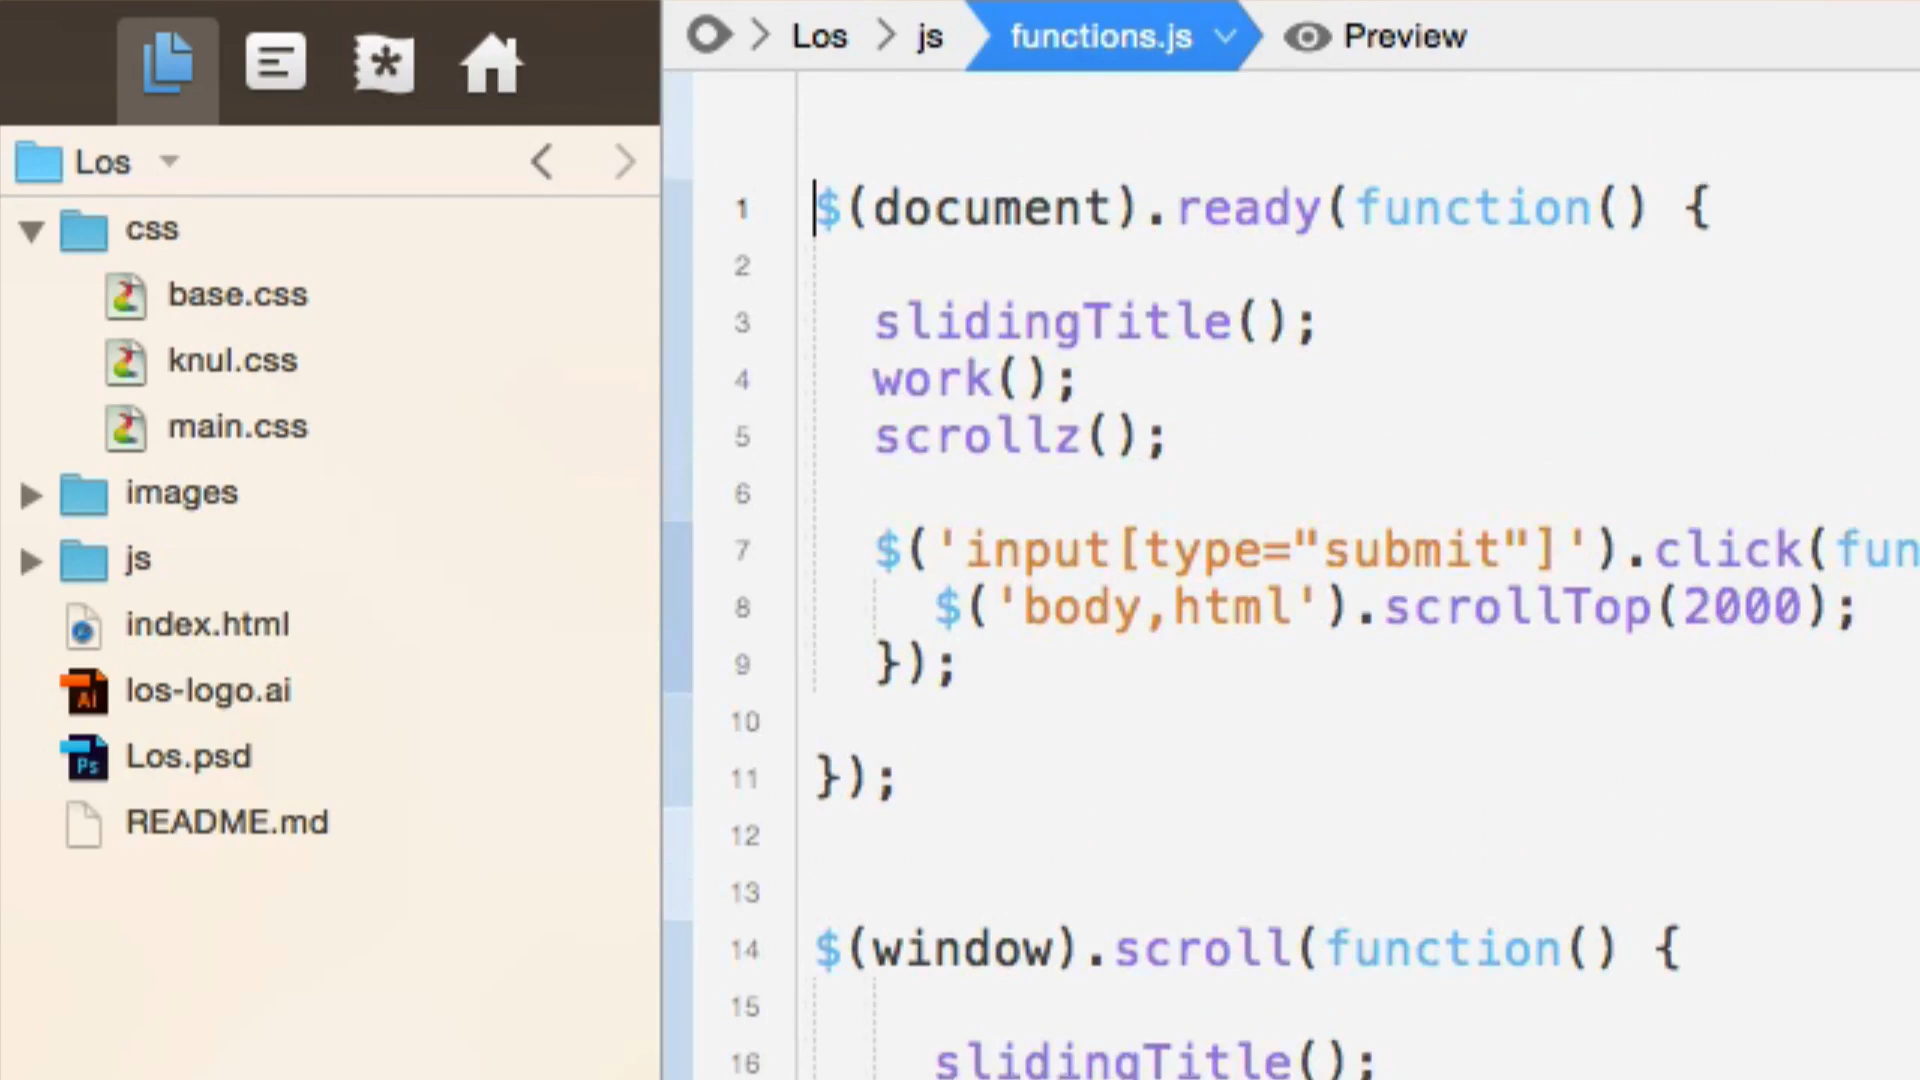 Los js functions.js Preview
Los
css
base.css
knul.css
main.css
images
js
index.html
los-logo.ai
Los.psd
README.md
1 $(document).ready(function() {
2
3 slidingTitle();
4 work();
5 scrollz();
6
7 $('input[type="submit"]').click(fun
8 $('body,html').scrollTop(2000);
9 });
10
11 });
12
13
14 $(window).scroll(function() {
15
16 slidingTitle();